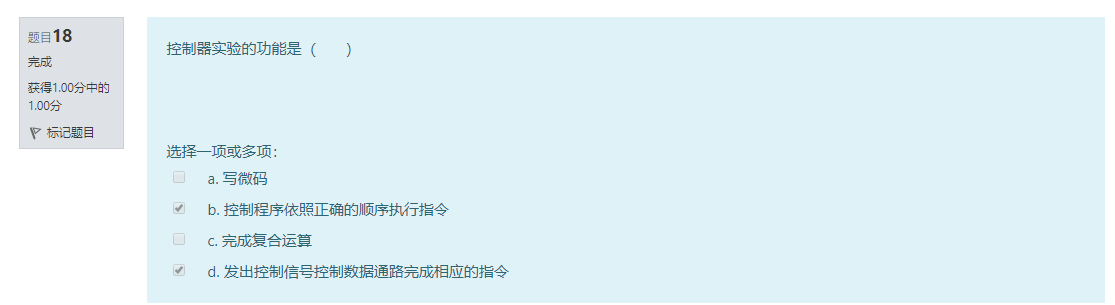 题目18
完成
获得1.00分中的
1.00分
标记题目
控制器实验的功能是（　　）
选择一项或多项：
a. 写微码
b. 控制程序依照正确的顺序执行指令
c. 完成复合运算
d. 发出控制信号控制数据通路完成相应的指令